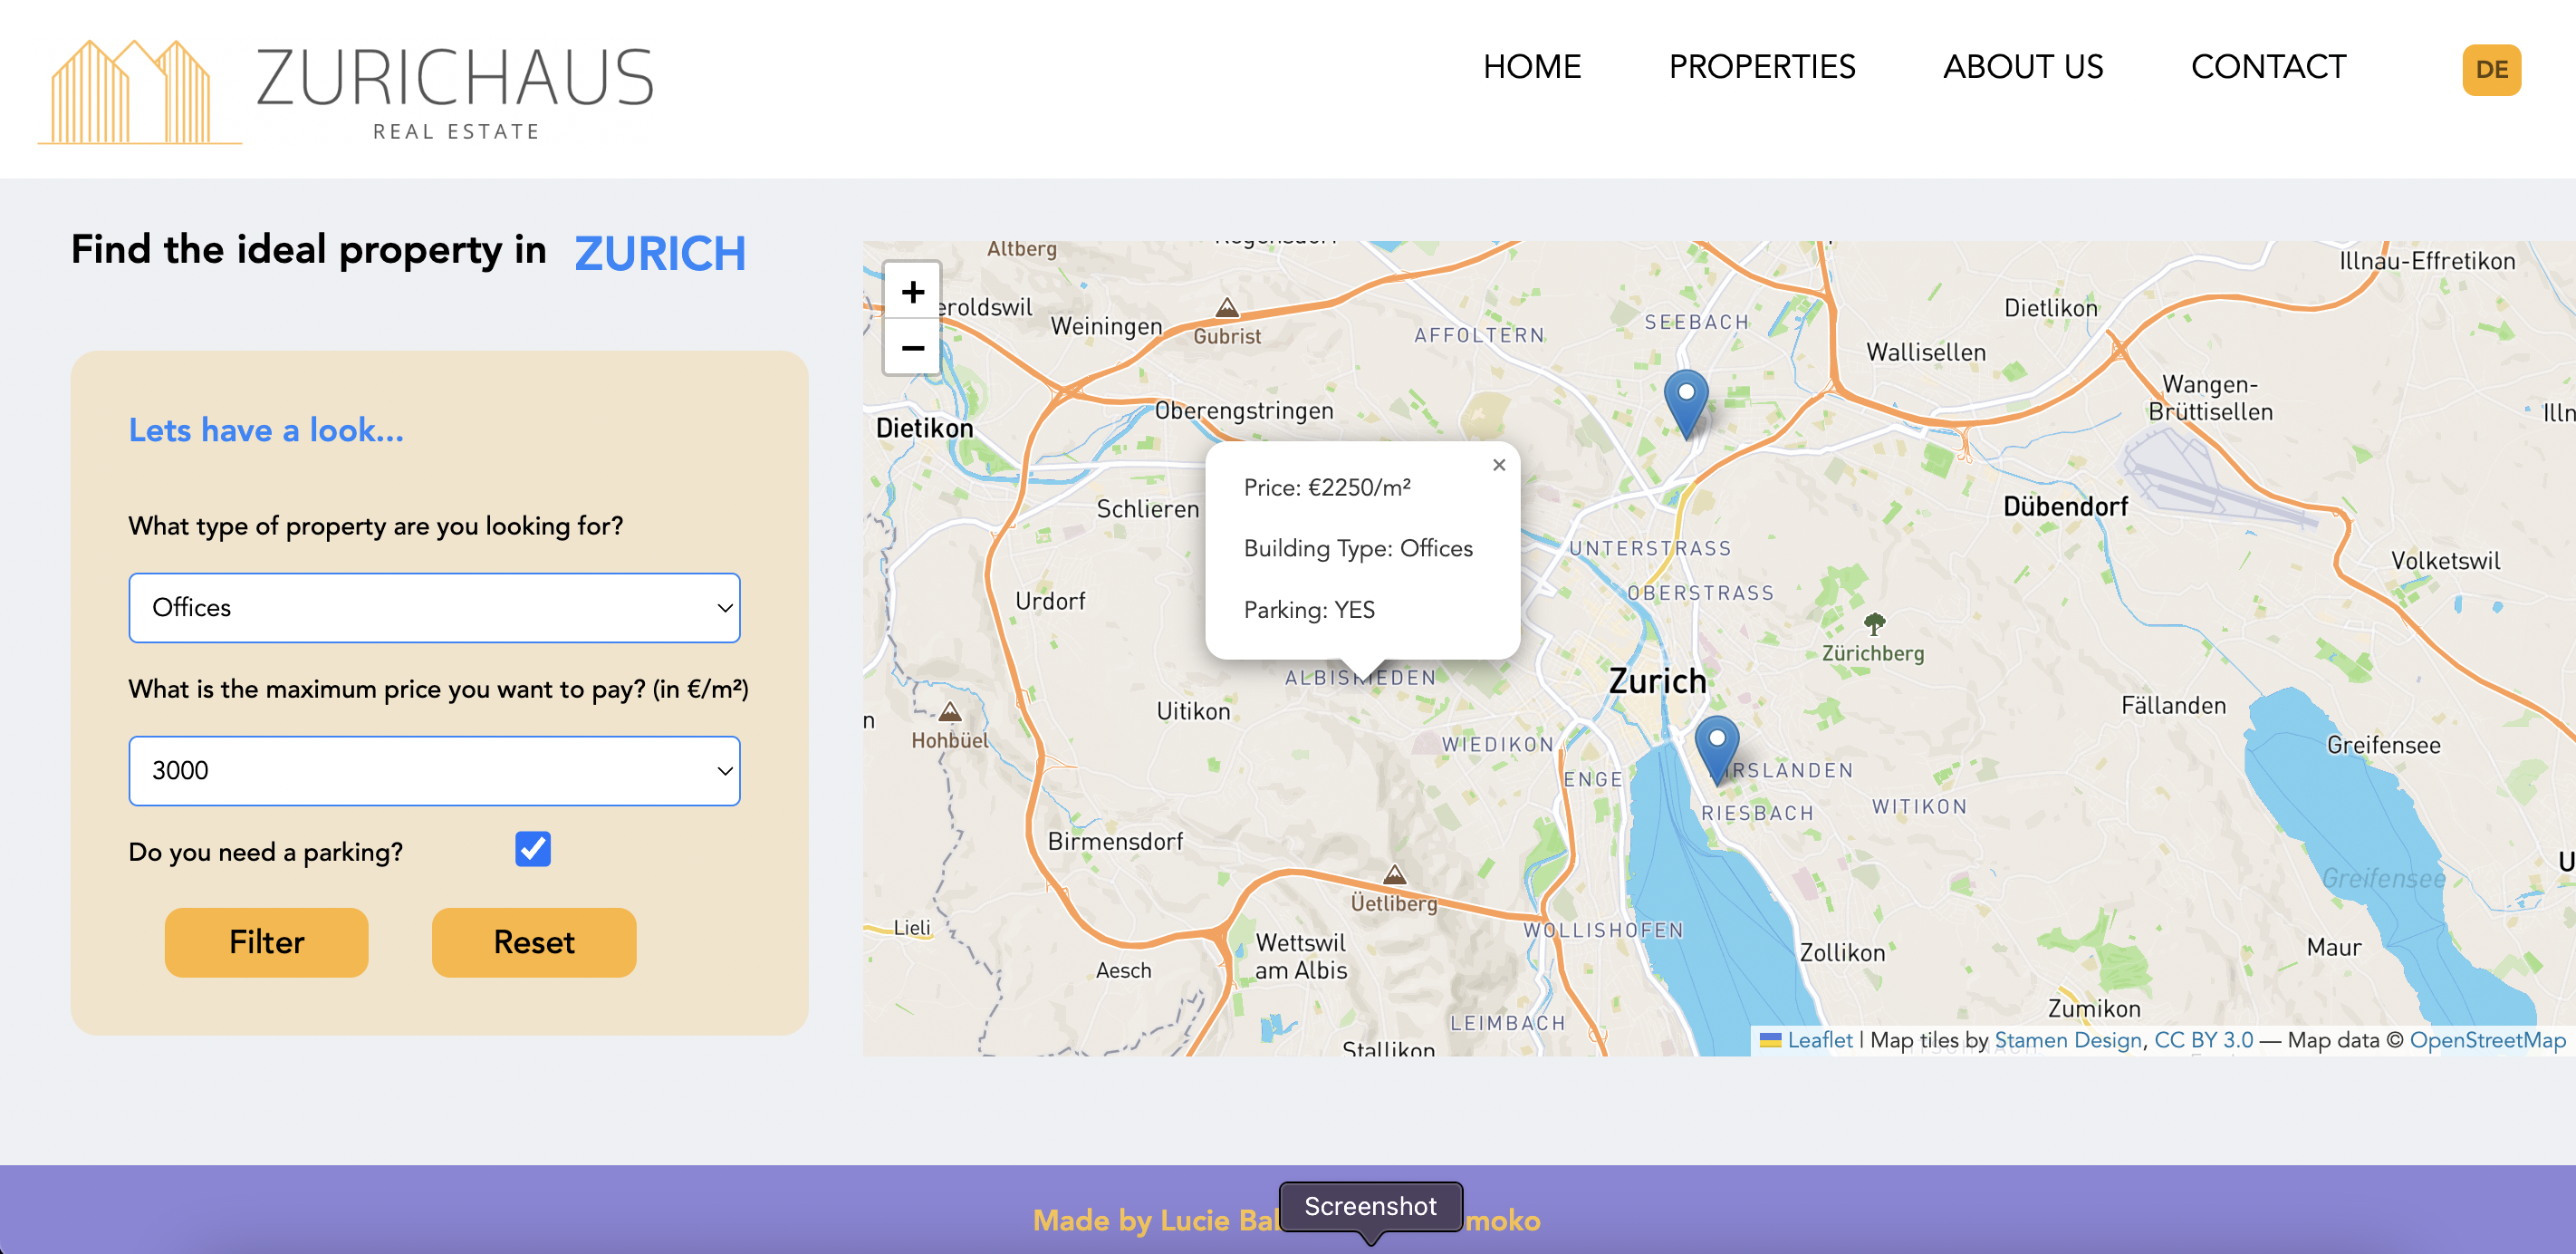 ZURICHAUS
REAL ESTATE
HOME
PROPERTIES
ABOUT US
CONTACT
DE
Find the ideal property in ZURICH
Lets have a look...
What type of property are you looking for?
Offices
What is the maximum price you want to pay? (in €/m²)
3000
Do you need a parking?
Filter
Reset
+
−
Altberg
Illnau-Effretikon
eroldswil
Weiningen
Gubrist
AFFOLTERN
SEEBACH
Dietlikon
Wallisellen
Wangen-
Brüttisellen
Dietikon
Oberengstringen
×
Price: €2250/m²
Building Type: Offices
Parking: YES
Schlieren
Dübendorf
UNTERSTRASS
Volketswil
OBERSTRASS
Urdorf
Zürichberg
ALBISRIEDEN
Zurich
Uitikon
Fällanden
Hohbüel
WIEDIKON
Greifensee
ENGE
IRSLANDEN
WITIKON
RIESBACH
Birmensdorf
Greifensee
Üetliberg
Lieli
WOLLISHOFEN
Wettswil
am Albis
Zollikon
Maur
Aesch
Zumikon
LEIMBACH
Stallikon
Leaflet | Map tiles by Stamen Design, CC BY 3.0 — Map data © OpenStreetMap
Made by Lucie Ba
moko
Screenshot